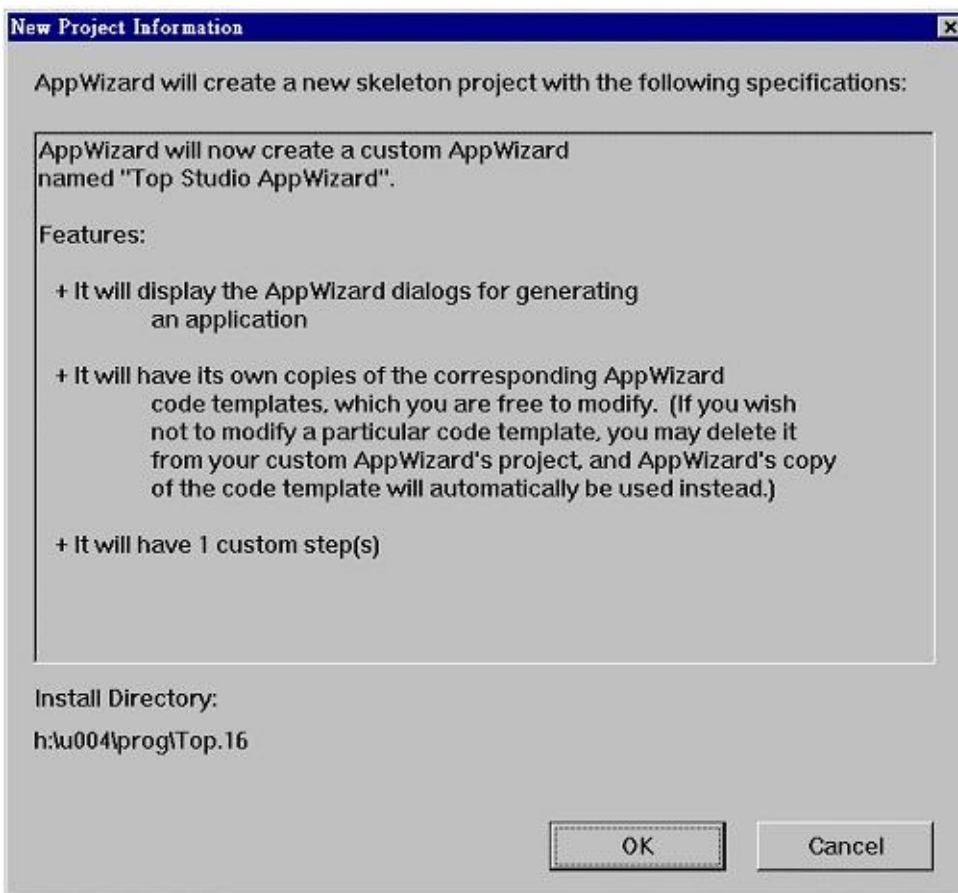 New Project Information
AppWizard will create a new skeleton project with the following specifications:
AppWizard will now create a custom AppWizard
named "Top Studio AppWizard".
Features:
+ It will display the AppWizard dialogs for generating
an application
+ It will have its own copies of the corresponding AppWizard
code templates, which you are free to modify. (If you wish
not to modify a particular code template, you may delete it
from your custom AppWizard's project, and AppWizard's copy
of the code template will automatically be used instead.)
+ It will have 1 custom step(s)
Install Directory:
h:\u004\prog\Top.16
OK
Cancel